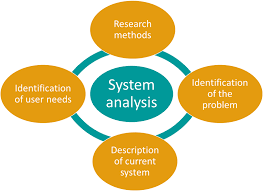 Research
methods
Identification
of user needs
System
analysis
Identification
of the
problem
Description
of current
system